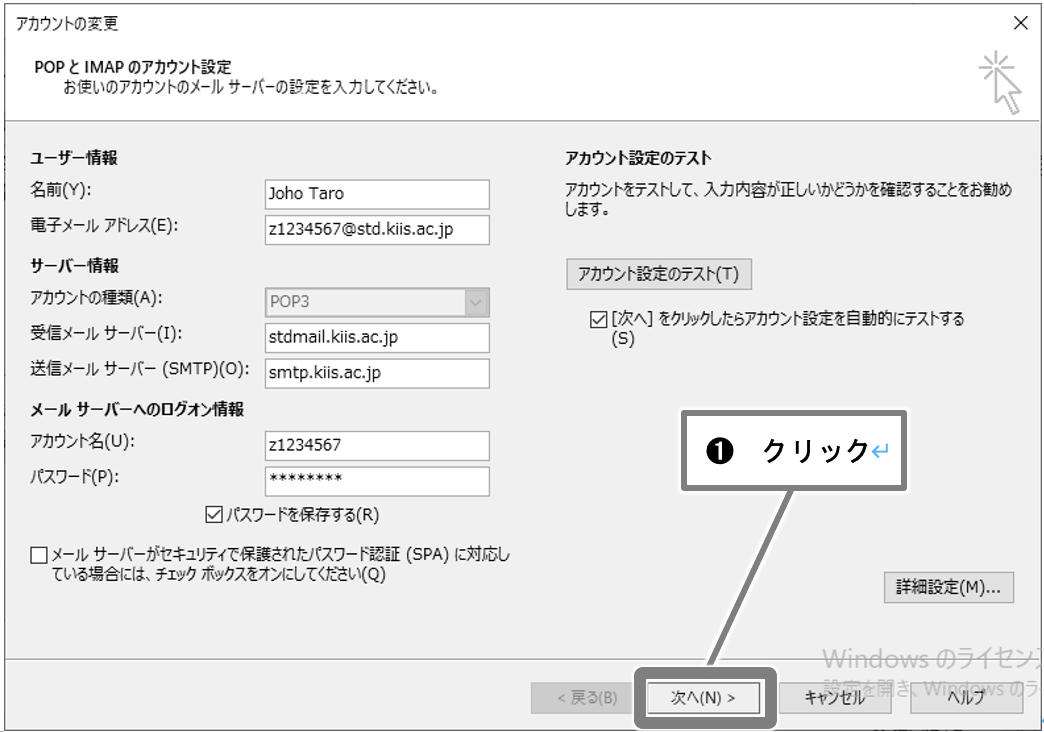 アカウントの変更
POP と IMAP のアカウント設定
お使いのアカウントのメール サーバーの設定を入力してください。
ユーザー情報
名前(Y):
Joho Taro
電子メール アドレス(E):
z1234567@std.kiis.ac.jp
サーバー情報
アカウントの種類(A):
POP3
受信メール サーバー(I):
stdmail.kiis.ac.jp
送信メール サーバー (SMTP)(O):
smtp.kiis.ac.jp
メール サーバーへのログオン情報
アカウント名(U):
z1234567
パスワード(P):
********
パスワードを保存する(R)
メール サーバーがセキュリティで保護されたパスワード認証 (SPA) に対応し
ている場合には、チェック ボックスをオンにしてください(Q)
アカウント設定のテスト
アカウントをテストして、入力内容が正しいかどうかを確認することをお勧め
します。
アカウント設定のテスト(T)
[次へ] をクリックしたらアカウント設定を自動的にテストする
(S)
❶ クリック↵
詳細設定(M)...
Windows のライセン
設定を開き、Windows のラ
< 戻る(B)
次へ(N) >
キャンセル
ヘルプ